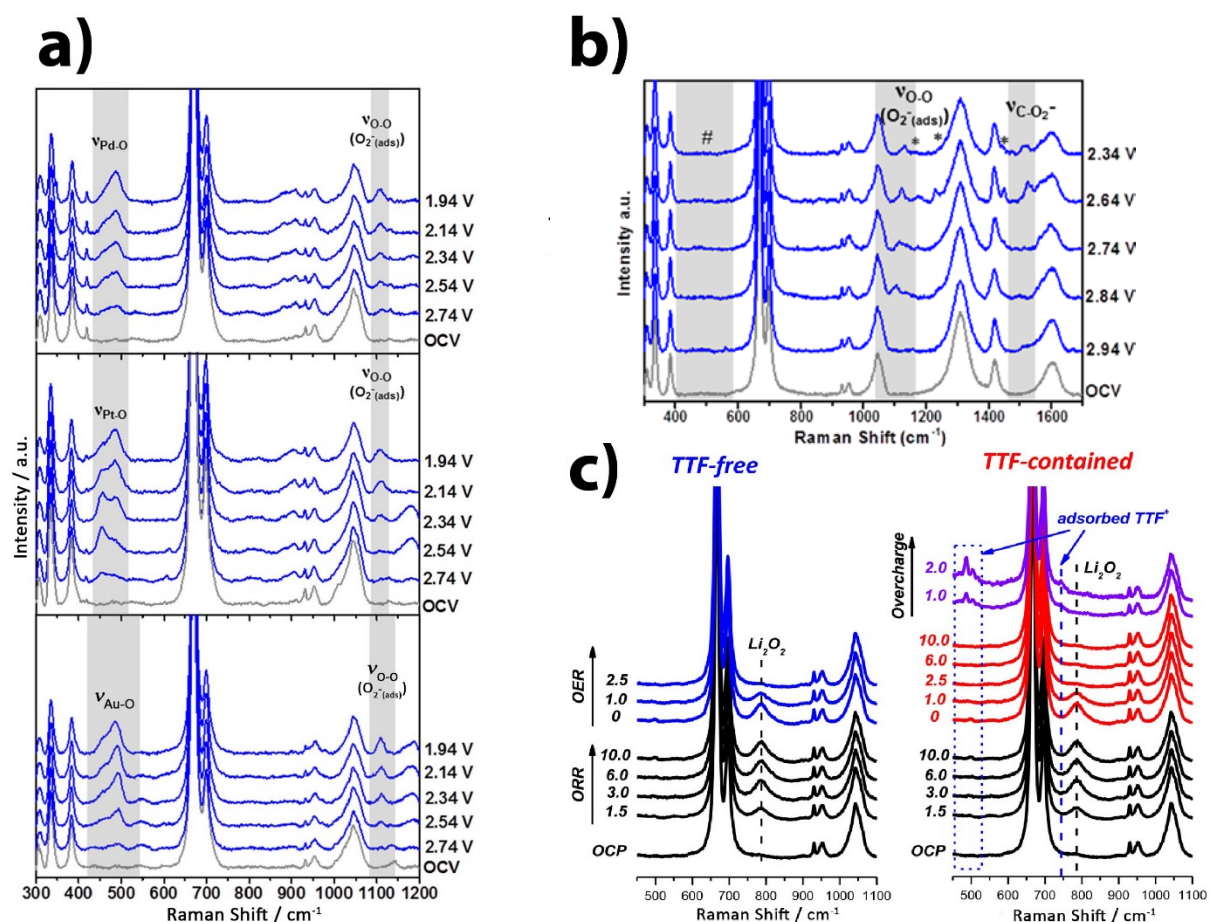 a)
νPd-O
νO-O
(O2-(ads))
1.94 V
2.14 V
2.34 V
2.54 V
2.74 V
OCV
νPt-O
νO-O
(O2-(ads))
1.94 V
2.14 V
2.34 V
2.54 V
2.74 V
OCV
νAu-O
νO-O
(O2-(ads))
1.94 V
2.14 V
2.34 V
2.54 V
2.74 V
OCV
Intensity / a.u.
300 400 500 600 700 800 900 1000 1100 1200
Raman Shift / cm-1
b)
νO-O
(O2-(ads))
νC-O2-
# * * *
2.34 V
2.64 V
2.74 V
2.84 V
2.94 V
OCV
Intensity a.u.
400 600 800 1000 1200 1400 1600
Raman Shift (cm-1)
c)
TTF-free
Li2O2
OER
2.5
1.0
0
ORR
10.0
6.0
3.0
1.5
OCP
500 600 700 800 900 1000 1100
Raman Shift / cm-1
TTF-contained
adsorbed TTF+
Li2O2
Overcharge
2.0
1.0
10.0
6.0
2.5
1.0
0
10.0
6.0
3.0
1.5
OCP
500 600 700 800 900 1000 1100
Raman Shift / cm-1